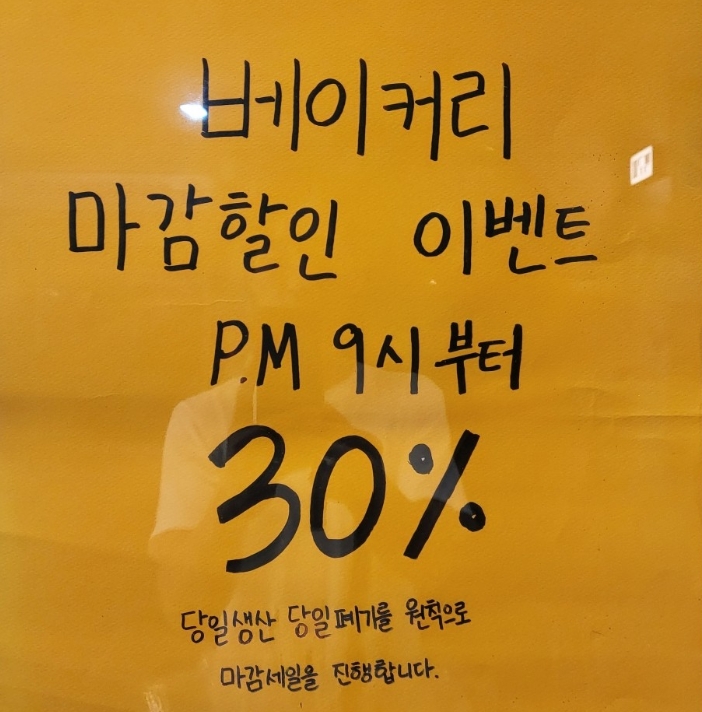 베이커리
마감할인 이벤트
P.M 9시부터
30%
당일생산 당일폐기를 원칙으로
마감세일을 진행합니다.